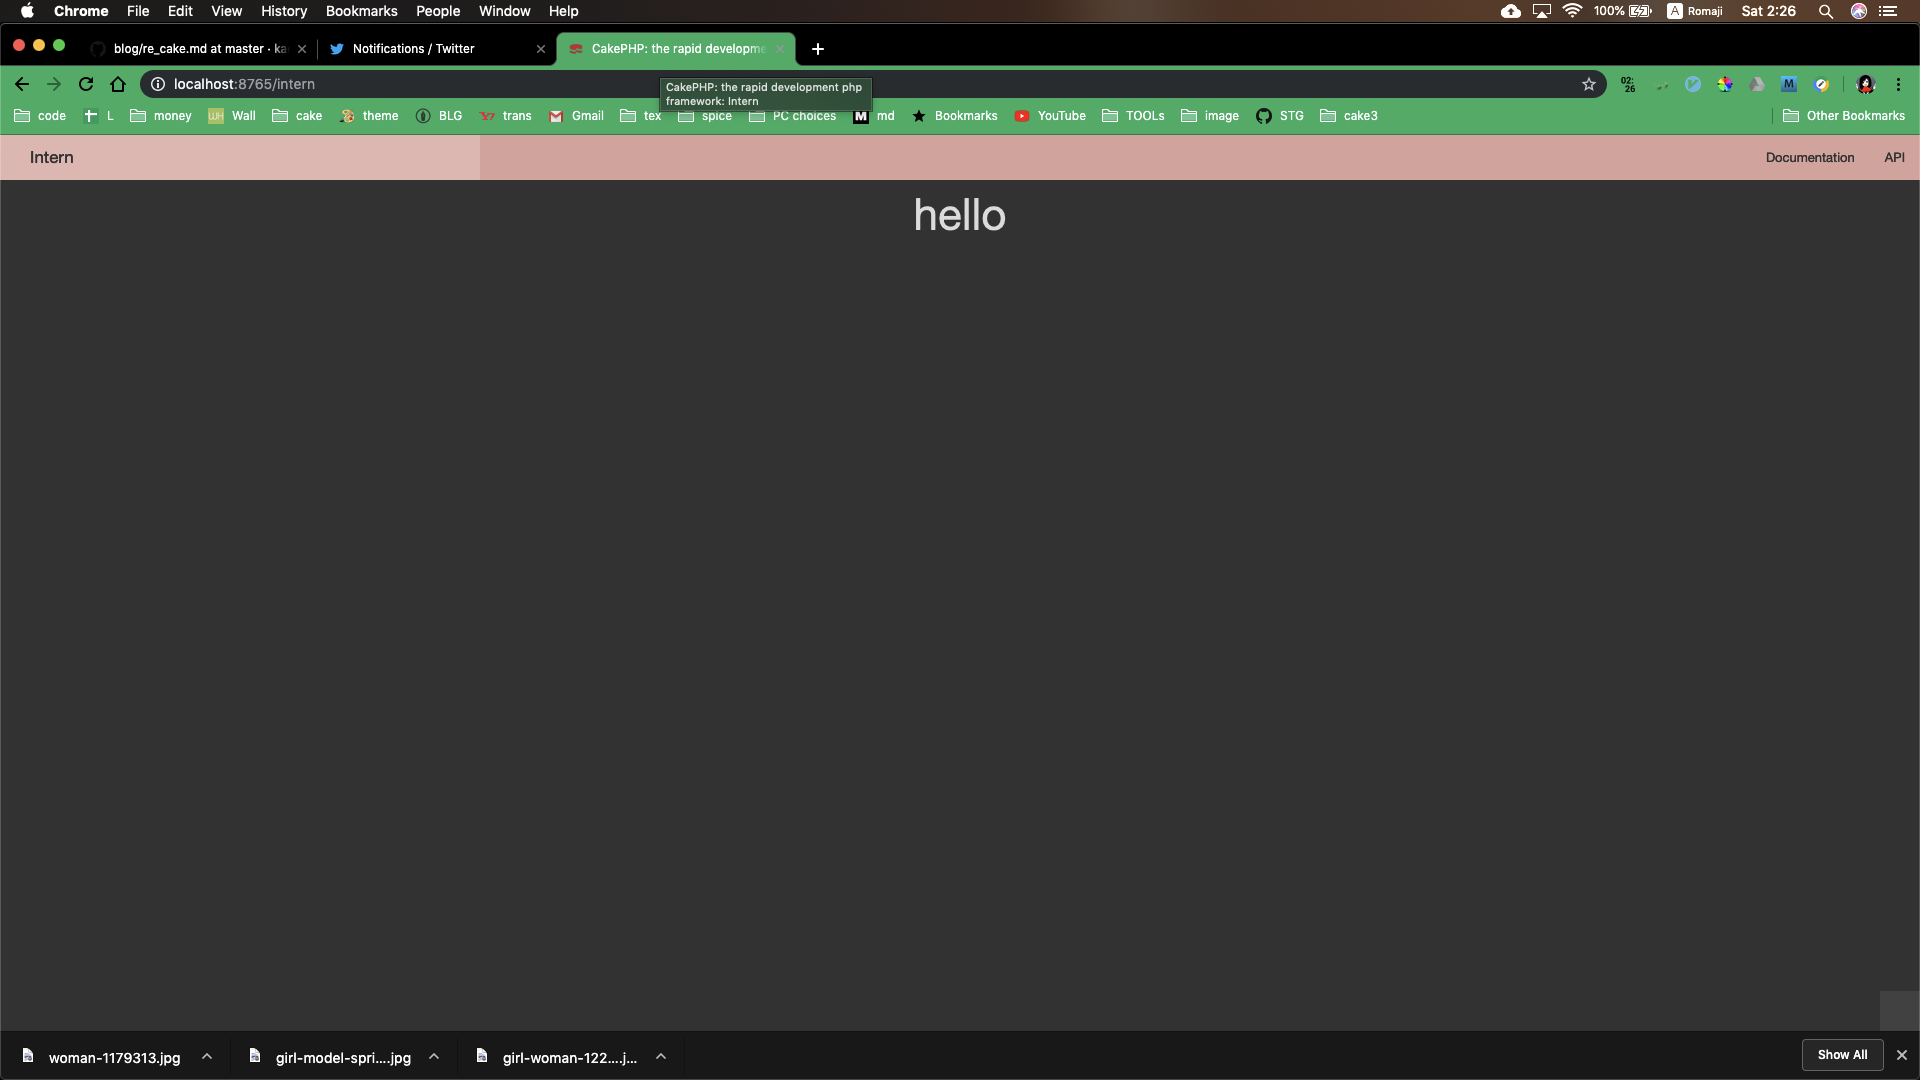 Chrome File Edit View History Bookmarks People Window Help 100% A Romaji Sat 2:26
blog/re_cake.md at master · ka Notifications / Twitter CakePHP: the rapid developme
localhost:8765/intern 02: 26 M
CakePHP: the rapid development php
framework: Intern
code L money WH Wall cake theme BLG trans Gmail tex spice PC choices M md Bookmarks YouTube TOOLs image STG cake3 Other Bookmarks
Intern Documentation API
hello
woman-1179313.jpg girl-model-spri....jpg girl-woman-122....j... Show All